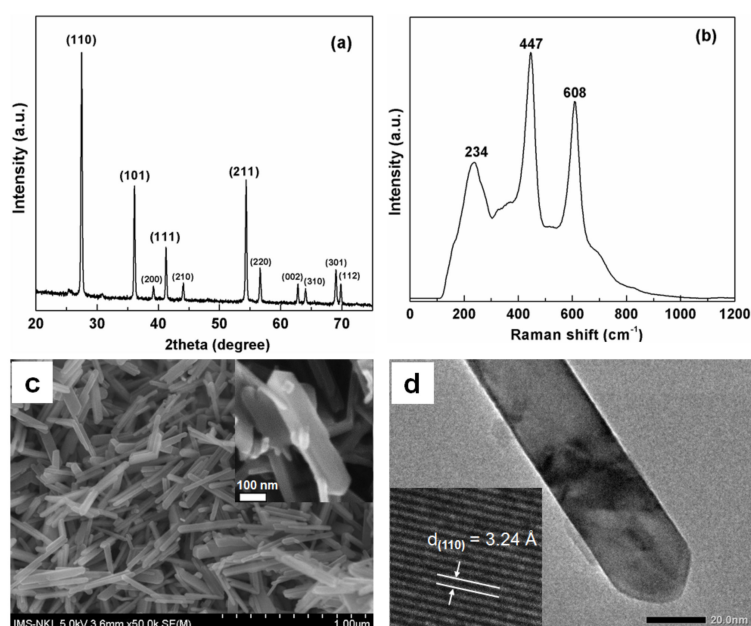 (a)
(110)
(101)
(200)
(111)
(210)
(211)
(220)
(002)
(310)
(301)
(112)
Intensity (a.u.)
20 30 40 50 60 70
2theta (degree)
(b)
234
447
608
Intensity (a.u.)
0 200 400 600 800 1000 1200
Raman shift (cm⁻¹)
c
100 nm
IMS-NKL 5.0kV 3.6mm x50.0k SE(M) 1.00um
d
d(110) = 3.24 Å
20.0nm